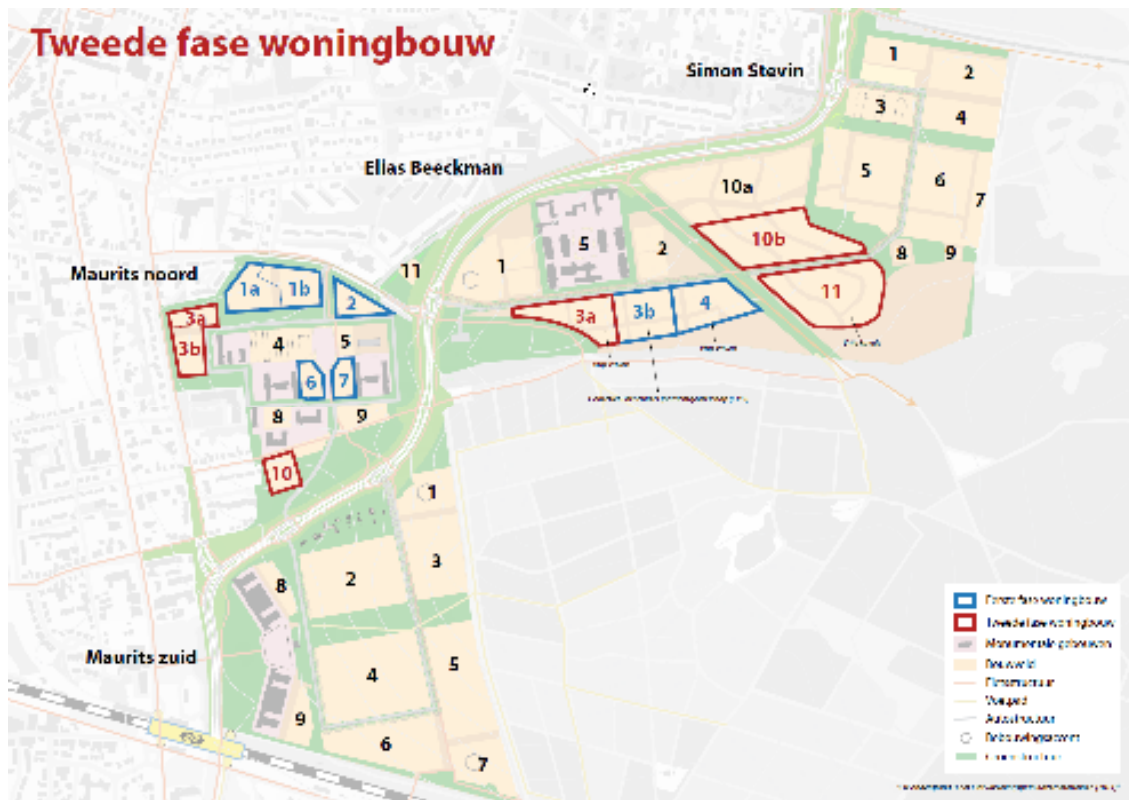 Tweede fase woningbouw
Simon Stevin
1
2
3
4
Elias Beeckman
5
6
7
10a
10b
8
9
11
5
2
1
11
Maurits noord
1a
1b
2
3a
3b
3a
3b
4
4
5
6
7
8
9
10
1
3
2
8
Maurits zuid
4
5
9
6
7
Eerste fase woningbouw
Tweede fase woningbouw
Monumentale gebouwen
Bouwveld
Fietsstructuur
Voetpad
Autostructuur
Bebouwingsaccent
Groenstructuur